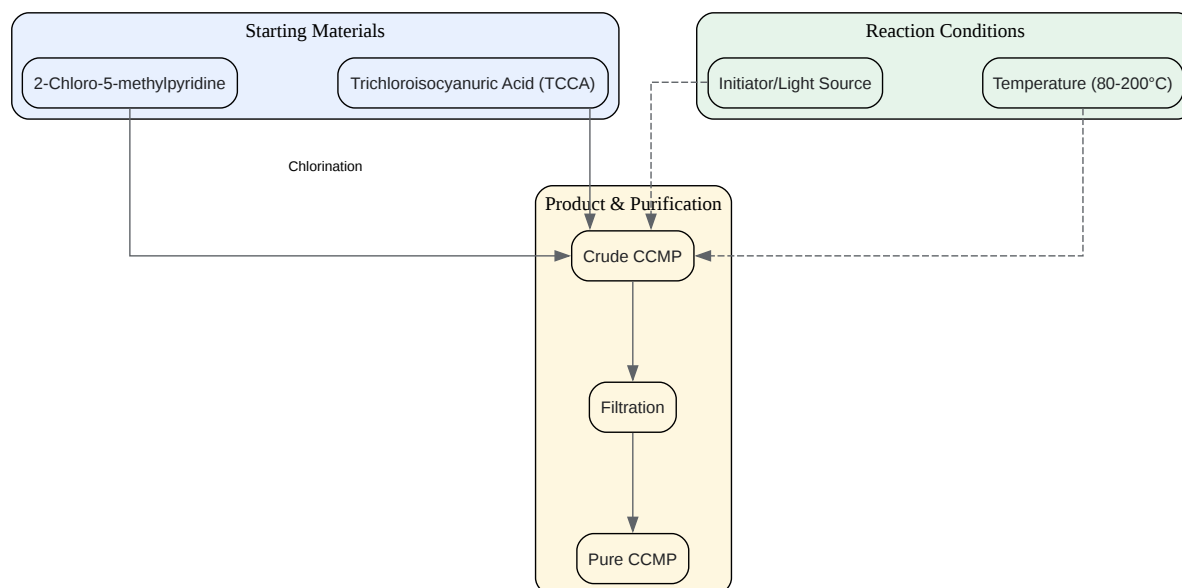 Starting Materials
Reaction Conditions
2-Chloro-5-methylpyridine
Trichloroisocyanuric Acid (TCCA)
Initiator/Light Source
Temperature (80-200°C)
Chlorination
Product & Purification
Crude CCMP
Filtration
Pure CCMP